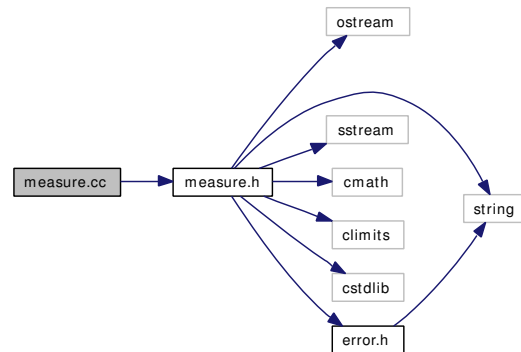 ostream
sstream
measure.cc
measure.h
cmath
string
climits
cstdlib
error.h